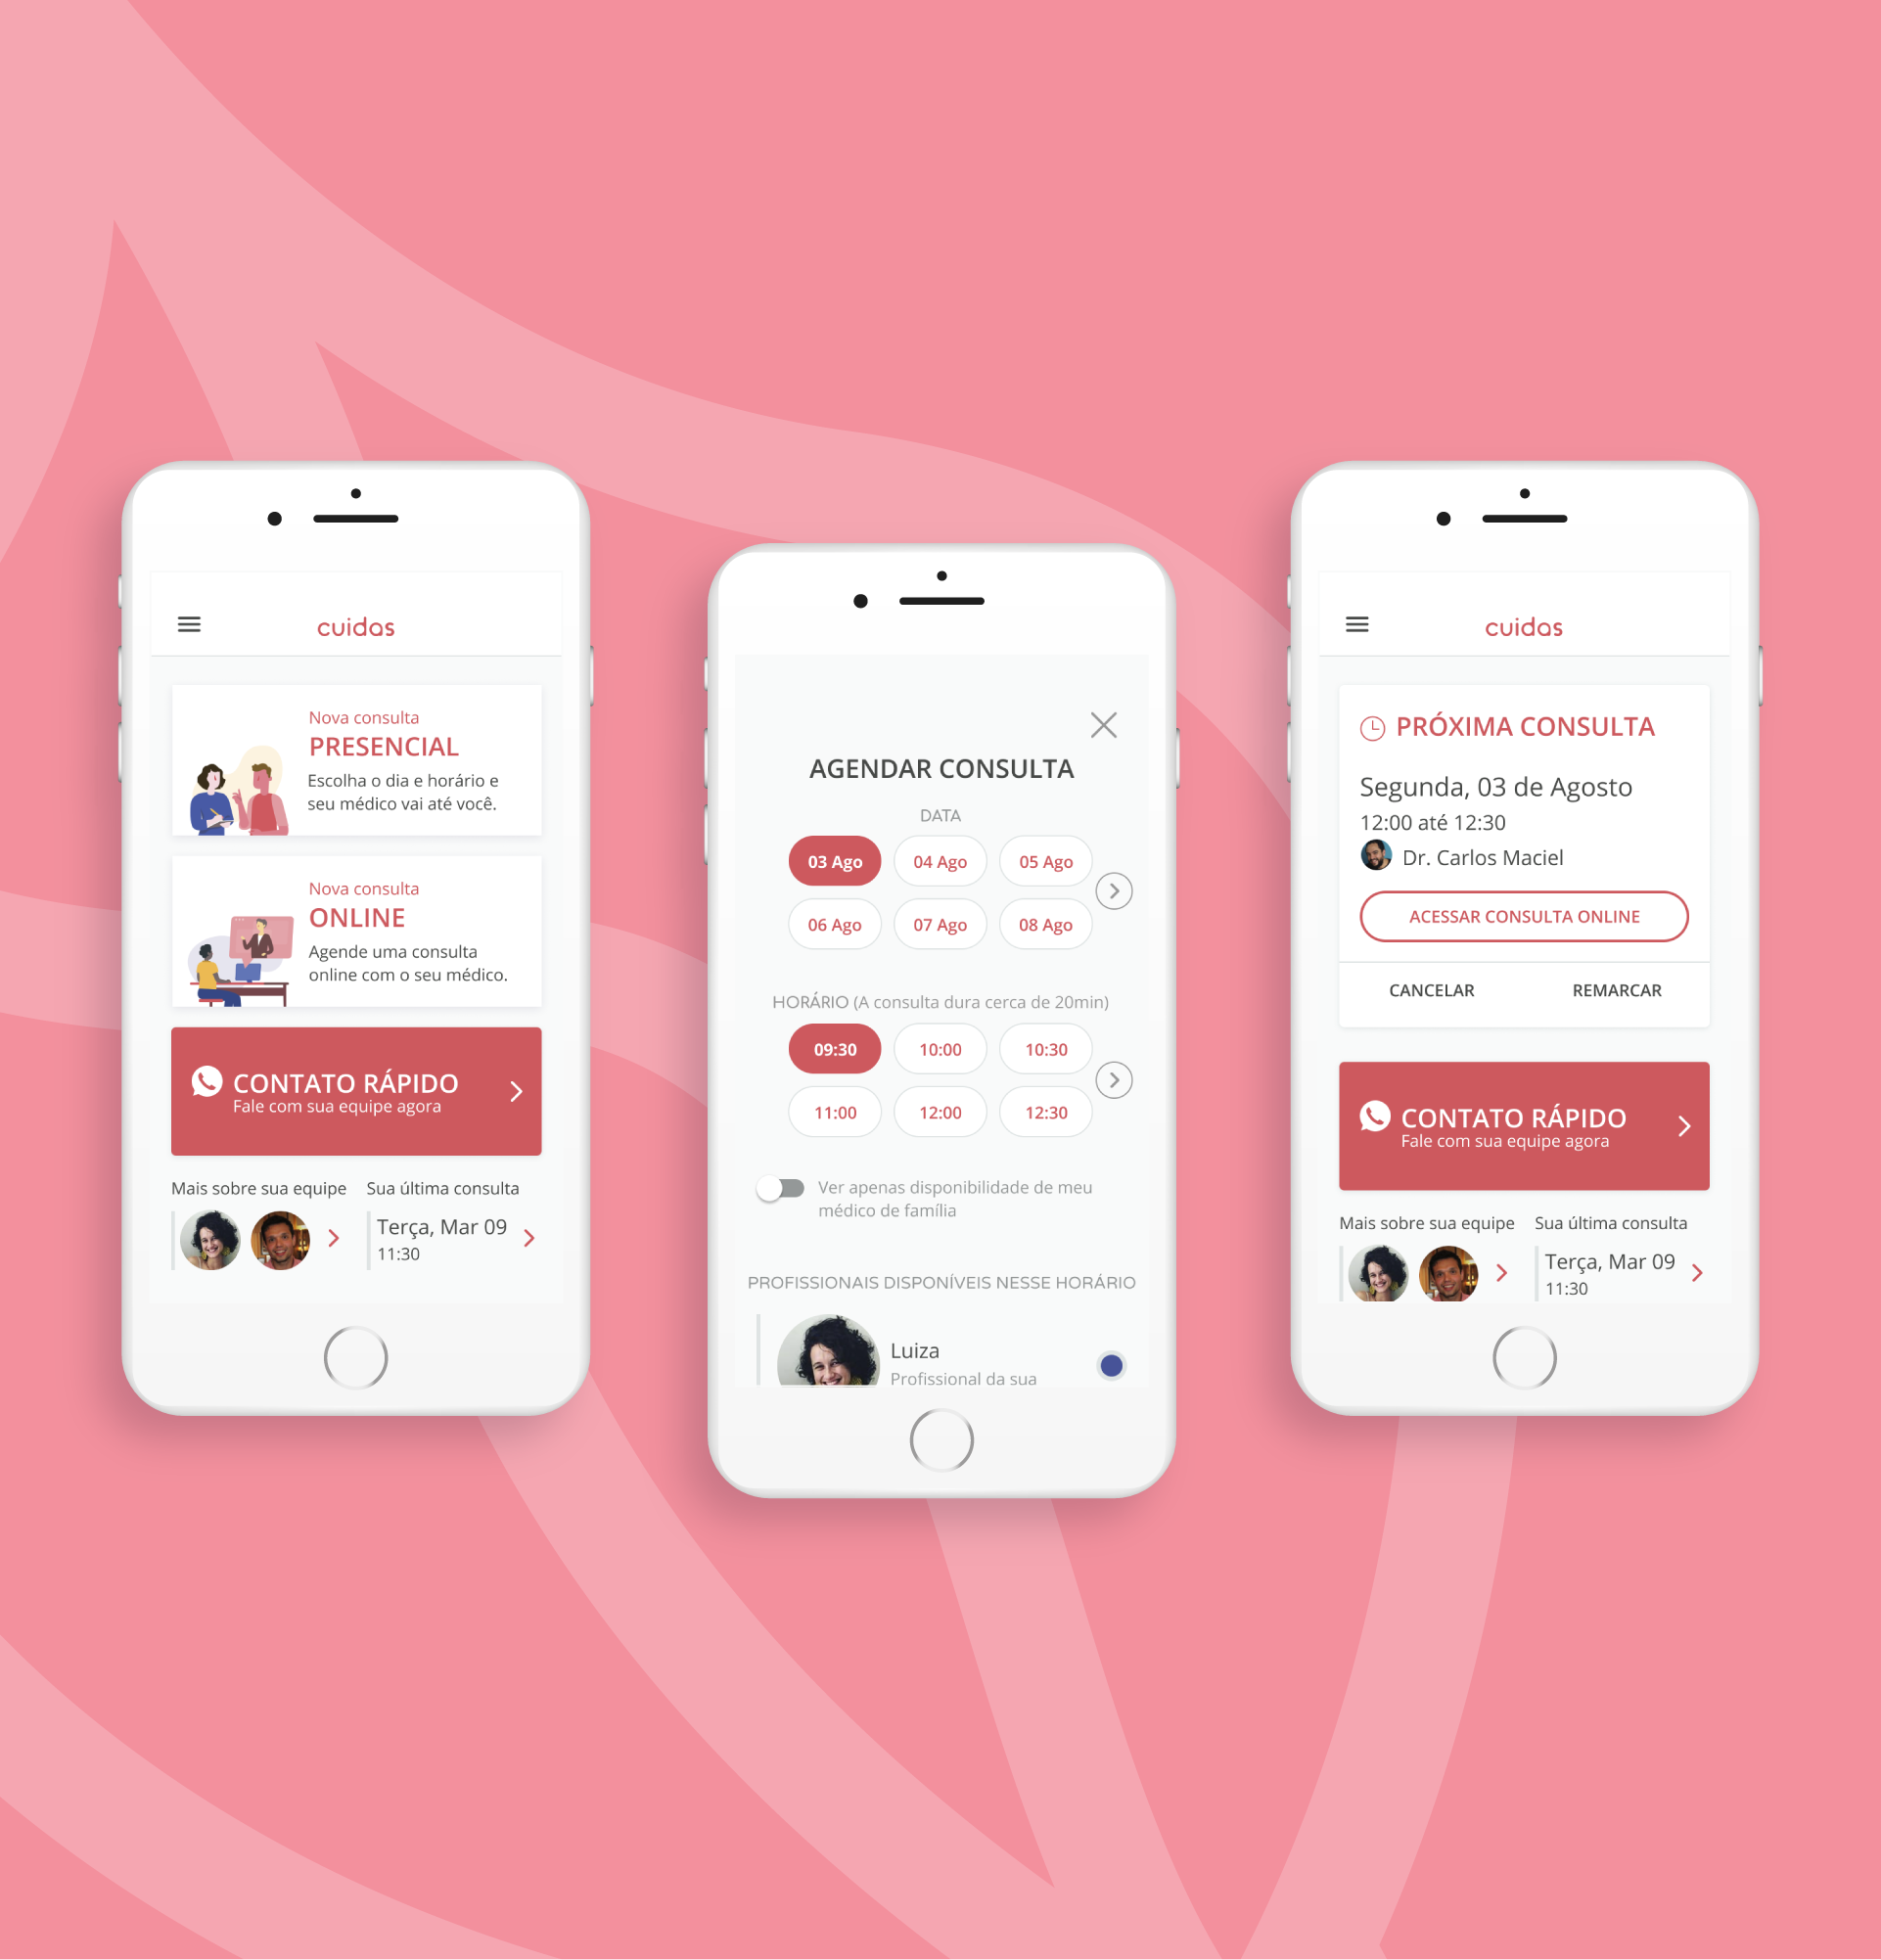 cuidas
Nova consulta
PRESENCIAL
Escolha o dia e horário e
seu médico vai até você.
Nova consulta
ONLINE
Agende uma consulta
online com o seu médico.
CONTATO RÁPIDO
Fale com sua equipe agora
Mais sobre sua equipe
Sua última consulta
Terça, Mar 09
11:30
AGENDAR CONSULTA
DATA
03 Ago 04 Ago 05 Ago
06 Ago 07 Ago 08 Ago
HORÁRIO (A consulta dura cerca de 20min)
09:30 10:00 10:30
11:00 12:00 12:30
Ver apenas disponibilidade de meu
médico de família
PROFISSIONAIS DISPONÍVEIS NESSE HORÁRIO
Luiza
Profissional da sua
cuidas
PRÓXIMA CONSULTA
Segunda, 03 de Agosto
12:00 até 12:30
Dr. Carlos Maciel
ACESSAR CONSULTA ONLINE
CANCELAR REMARCAR
CONTATO RÁPIDO
Fale com sua equipe agora
Mais sobre sua equipe
Sua última consulta
Terça, Mar 09
11:30